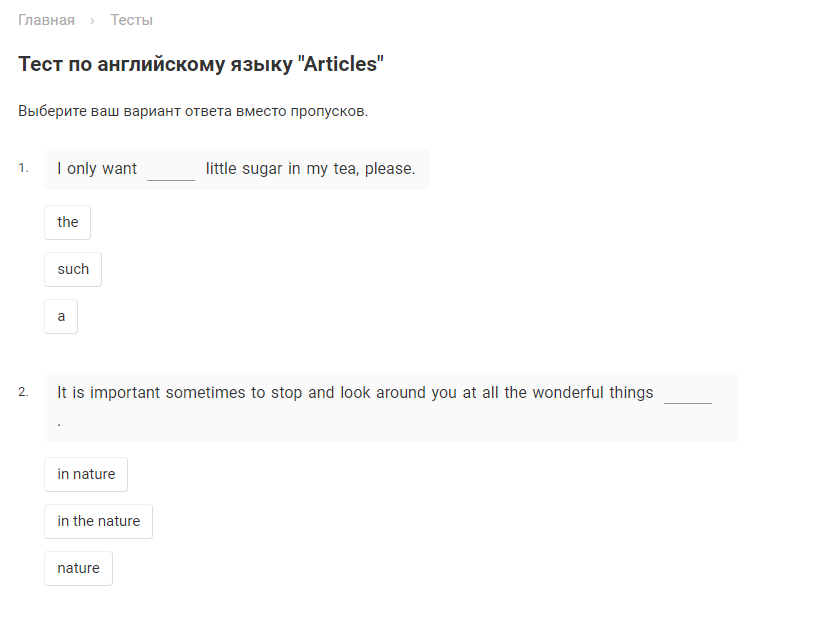 Главная › Тесты
Тест по английскому языку "Articles"
Выберите ваш вариант ответа вместо пропусков.
1. I only want _____ little sugar in my tea, please.
the
such
a
2. It is important sometimes to stop and look around you at all the wonderful things _____
.
in nature
in the nature
nature